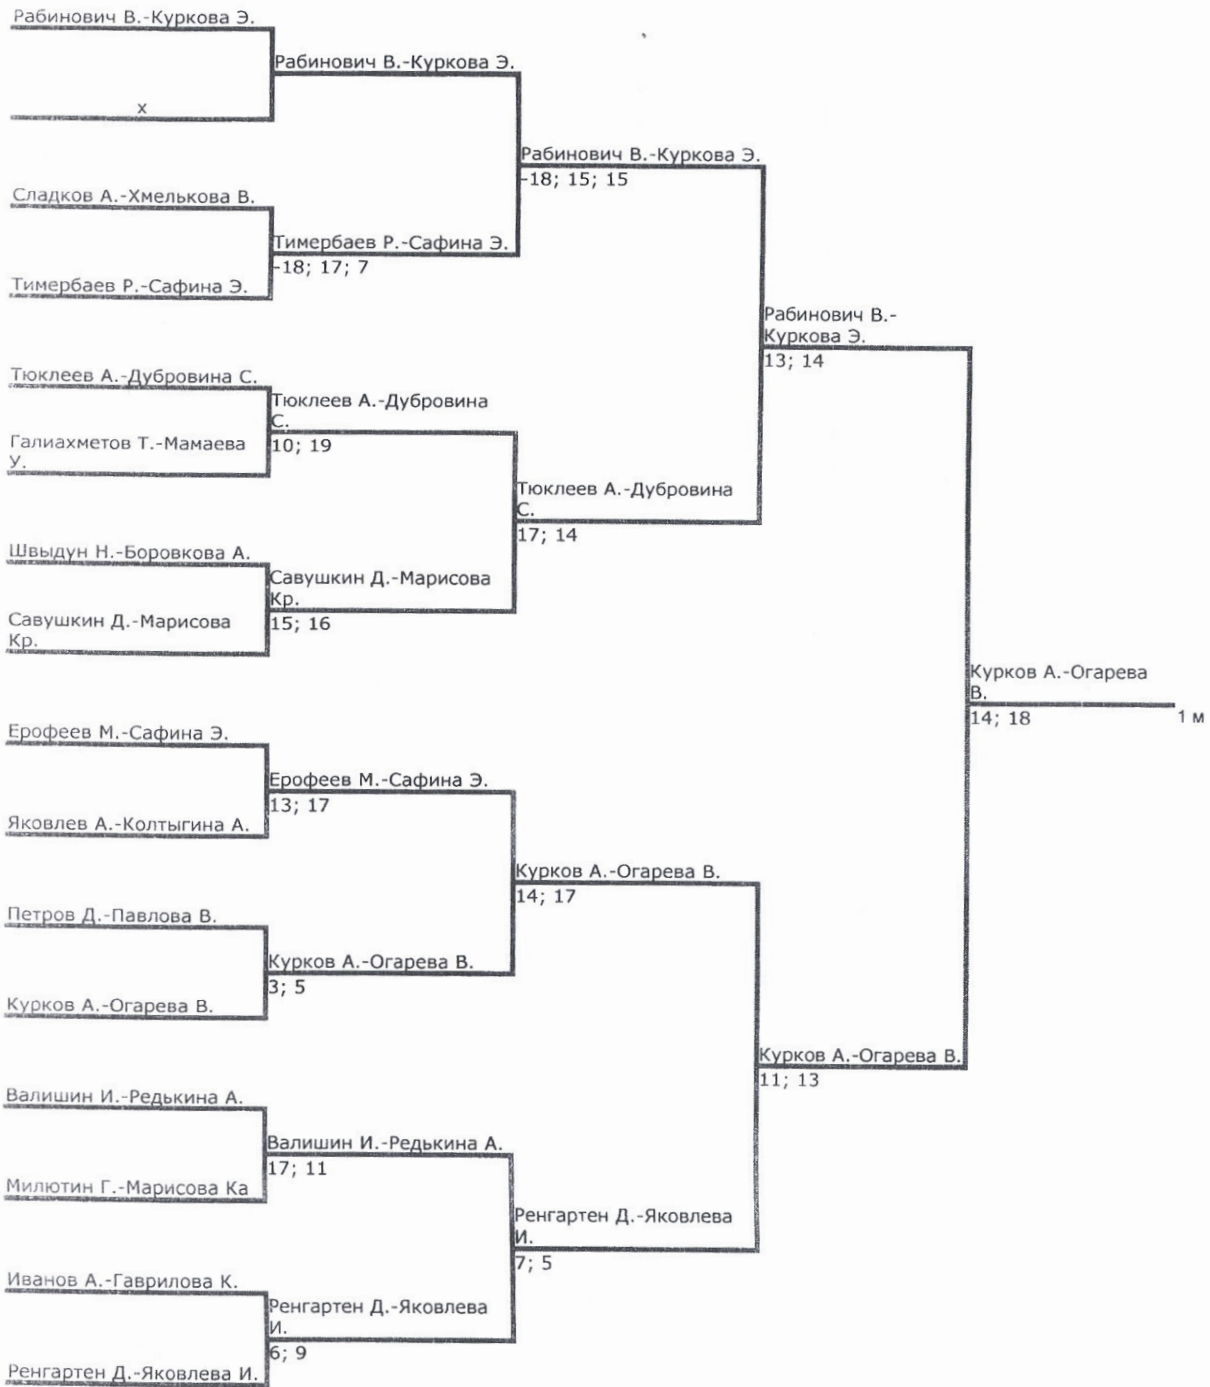 Рабинович В.-Куркова Э.
Рабинович В.-Куркова Э.
х
Рабинович В.-Куркова Э.
-18; 15; 15
Сладков А.-Хмелькова В.
Тимербаев Р.-Сафина Э.
-18; 17; 7
Тимербаев Р.-Сафина Э.
Рабинович В.-
Куркова Э.
13; 14
Тюклеев А.-Дубровина С.
Тюклеев А.-Дубровина
С.
10; 19
Галиахметов Т.-Мамаева
У.
Тюклеев А.-Дубровина
С.
17; 14
Швыдун Н.-Боровкова А.
Савушкин Д.-Марисова
Кр.
15; 16
Савушкин Д.-Марисова
Кр.
Курков А.-Огарева
В.
14; 18
1 м
Ерофеев М.-Сафина Э.
Ерофеев М.-Сафина Э.
13; 17
Яковлев А.-Колтыгина А.
Курков А.-Огарева В.
14; 17
Петров Д.-Павлова В.
Курков А.-Огарева В.
3; 5
Курков А.-Огарева В.
Курков А.-Огарева В.
11; 13
Валишин И.-Редькина А.
Валишин И.-Редькина А.
17; 11
Милютин Г.-Марисова Ка
Ренгартен Д.-Яковлева
И.
7; 5
Иванов А.-Гаврилова К.
Ренгартен Д.-Яковлева
И.
6; 9
Ренгартен Д.-Яковлева И.